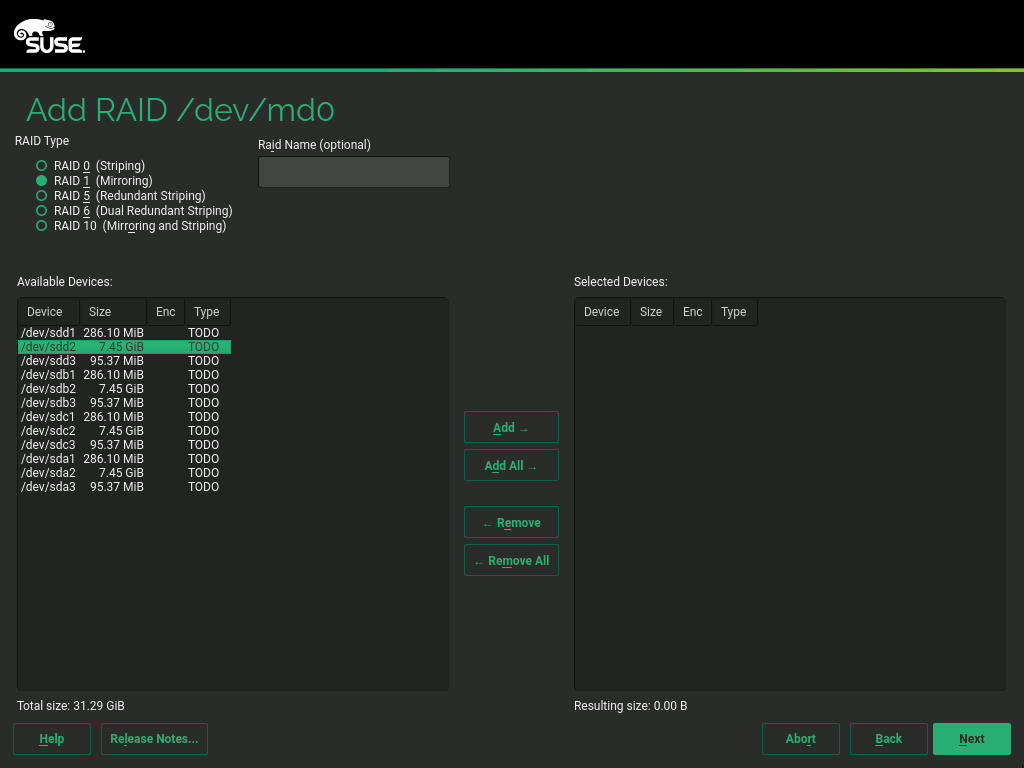 SUSE.
Add RAID /dev/md0
RAID Type
Raid Name (optional)
RAID 0 (Striping)
RAID 1 (Mirroring)
RAID 5 (Redundant Striping)
RAID 6 (Dual Redundant Striping)
RAID 10 (Mirroring and Striping)
Available Devices:
Device Size Enc Type
/dev/sdd1 286.10 MiB TODO
/dev/sdd2 7.45 GiB TODO
/dev/sdd3 95.37 MiB TODO
/dev/sdb1 286.10 MiB TODO
/dev/sdb2 7.45 GiB TODO
/dev/sdb3 95.37 MiB TODO
/dev/sdc1 286.10 MiB TODO
/dev/sdc2 7.45 GiB TODO
/dev/sdc3 95.37 MiB TODO
/dev/sda1 286.10 MiB TODO
/dev/sda2 7.45 GiB TODO
/dev/sda3 95.37 MiB TODO
Total size: 31.29 GiB
Add →
Add All →
← Remove
← Remove All
Selected Devices:
Device Size Enc Type
Resulting size: 0.00 B
Help
Release Notes...
Abort
Back
Next